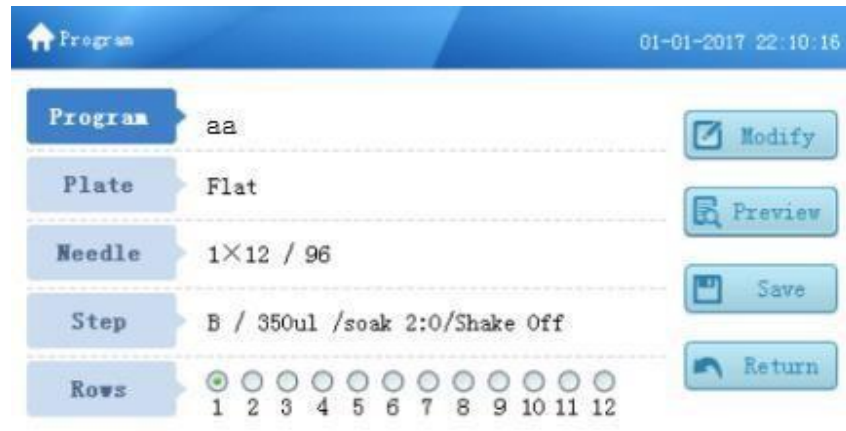 Program
01-01-2017 22:10:16
Program
aa
Modify
Plate
Flat
Preview
Needle
1×12 / 96
Step
B / 350ul /soak 2:0/Shake Off
Save
Rows
1 2 3 4 5 6 7 8 9 10 11 12
Return